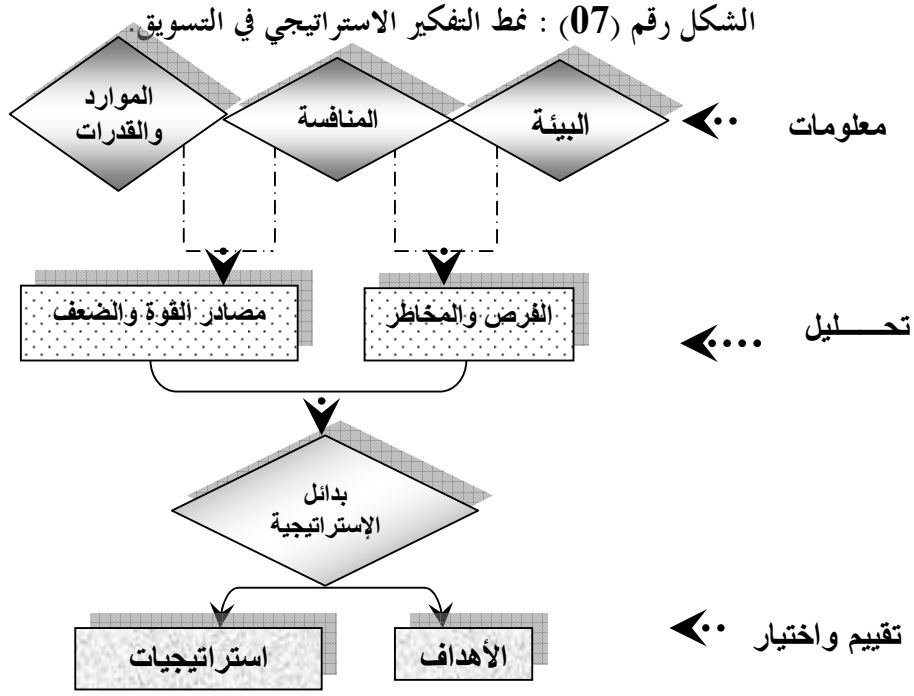 الشكل رقم (07) : نمط التفكير الاستراتيجي في التسويق.
معلومات
البيئة
المنافسة
الموارد
والقدرات
تحـــــليل
الفرص والمخاطر
مصادر القوة والضعف
بدائل
الإستراتيجية
تقييم واختيار
الأهداف
استراتيجيات